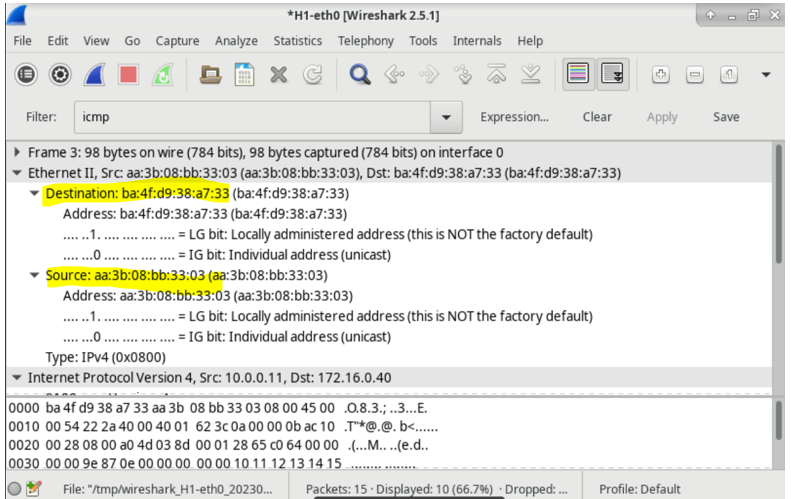 *H1-eth0 [Wireshark 2.5.1]
File Edit View Go Capture Analyze Statistics Telephony Tools Internals Help
Filter: icmp Expression... Clear Apply Save
Frame 3: 98 bytes on wire (784 bits), 98 bytes captured (784 bits) on interface 0
Ethernet II, Src: aa:3b:08:bb:33:03 (aa:3b:08:bb:33:03), Dst: ba:4f:d9:38:a7:33 (ba:4f:d9:38:a7:33)
Destination: ba:4f:d9:38:a7:33 (ba:4f:d9:38:a7:33)
Address: ba:4f:d9:38:a7:33 (ba:4f:d9:38:a7:33)
.... ..1. .... .... .... .... = LG bit: Locally administered address (this is NOT the factory default)
.... ...0 .... .... .... .... = IG bit: Individual address (unicast)
Source: aa:3b:08:bb:33:03 (aa:3b:08:bb:33:03)
Address: aa:3b:08:bb:33:03 (aa:3b:08:bb:33:03)
.... ..1. .... .... .... .... = LG bit: Locally administered address (this is NOT the factory default)
.... ...0 .... .... .... .... = IG bit: Individual address (unicast)
Type: IPv4 (0x0800)
Internet Protocol Version 4, Src: 10.0.0.11, Dst: 172.16.0.40
0000 ba 4f d9 38 a7 33 aa 3b 08 bb 33 03 08 00 45 00 .O.8.3.; ..3...E.
0010 00 54 22 2a 40 00 40 01 62 3c 0a 00 00 0b ac 10 .T"*@.@. b<......
0020 00 28 08 00 a0 4d 03 8d 00 01 28 65 c0 64 00 00 .(...M.. ..(e.d..
0030 00 00 9e 87 0e 00 00 00 00 00 10 11 12 13 14 15 ........ ........
File: "/tmp/wireshark_H1-eth0_20230... Packets: 15 · Displayed: 10 (66.7%) · Dropped: ... Profile: Default